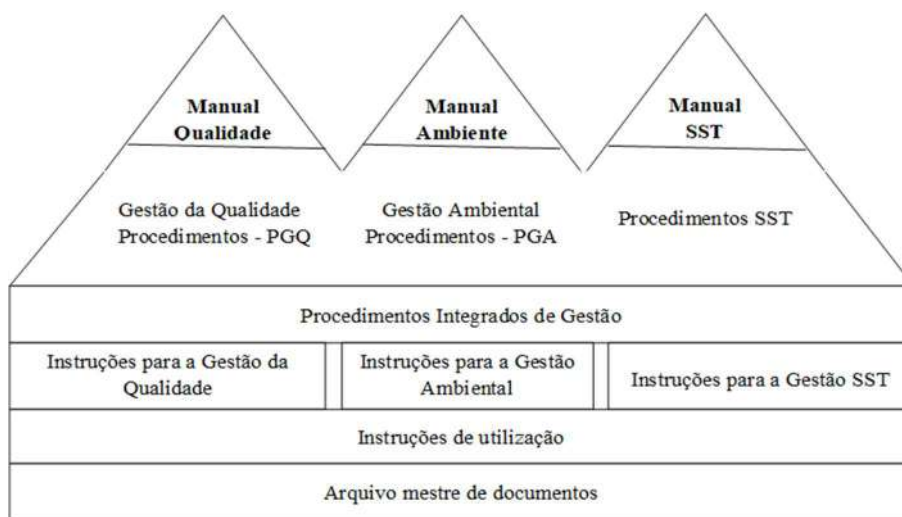 Manual
Qualidade
Manual
Ambiente
Manual
SST
Gestão da Qualidade
Procedimentos - PGQ
Gestão Ambiental
Procedimentos - PGA
Procedimentos SST
Procedimentos Integrados de Gestão
Instruções para a Gestão da
Qualidade
Instruções para a Gestão
Ambiental
Instruções para a Gestão SST
Instruções de utilização
Arquivo mestre de documentos